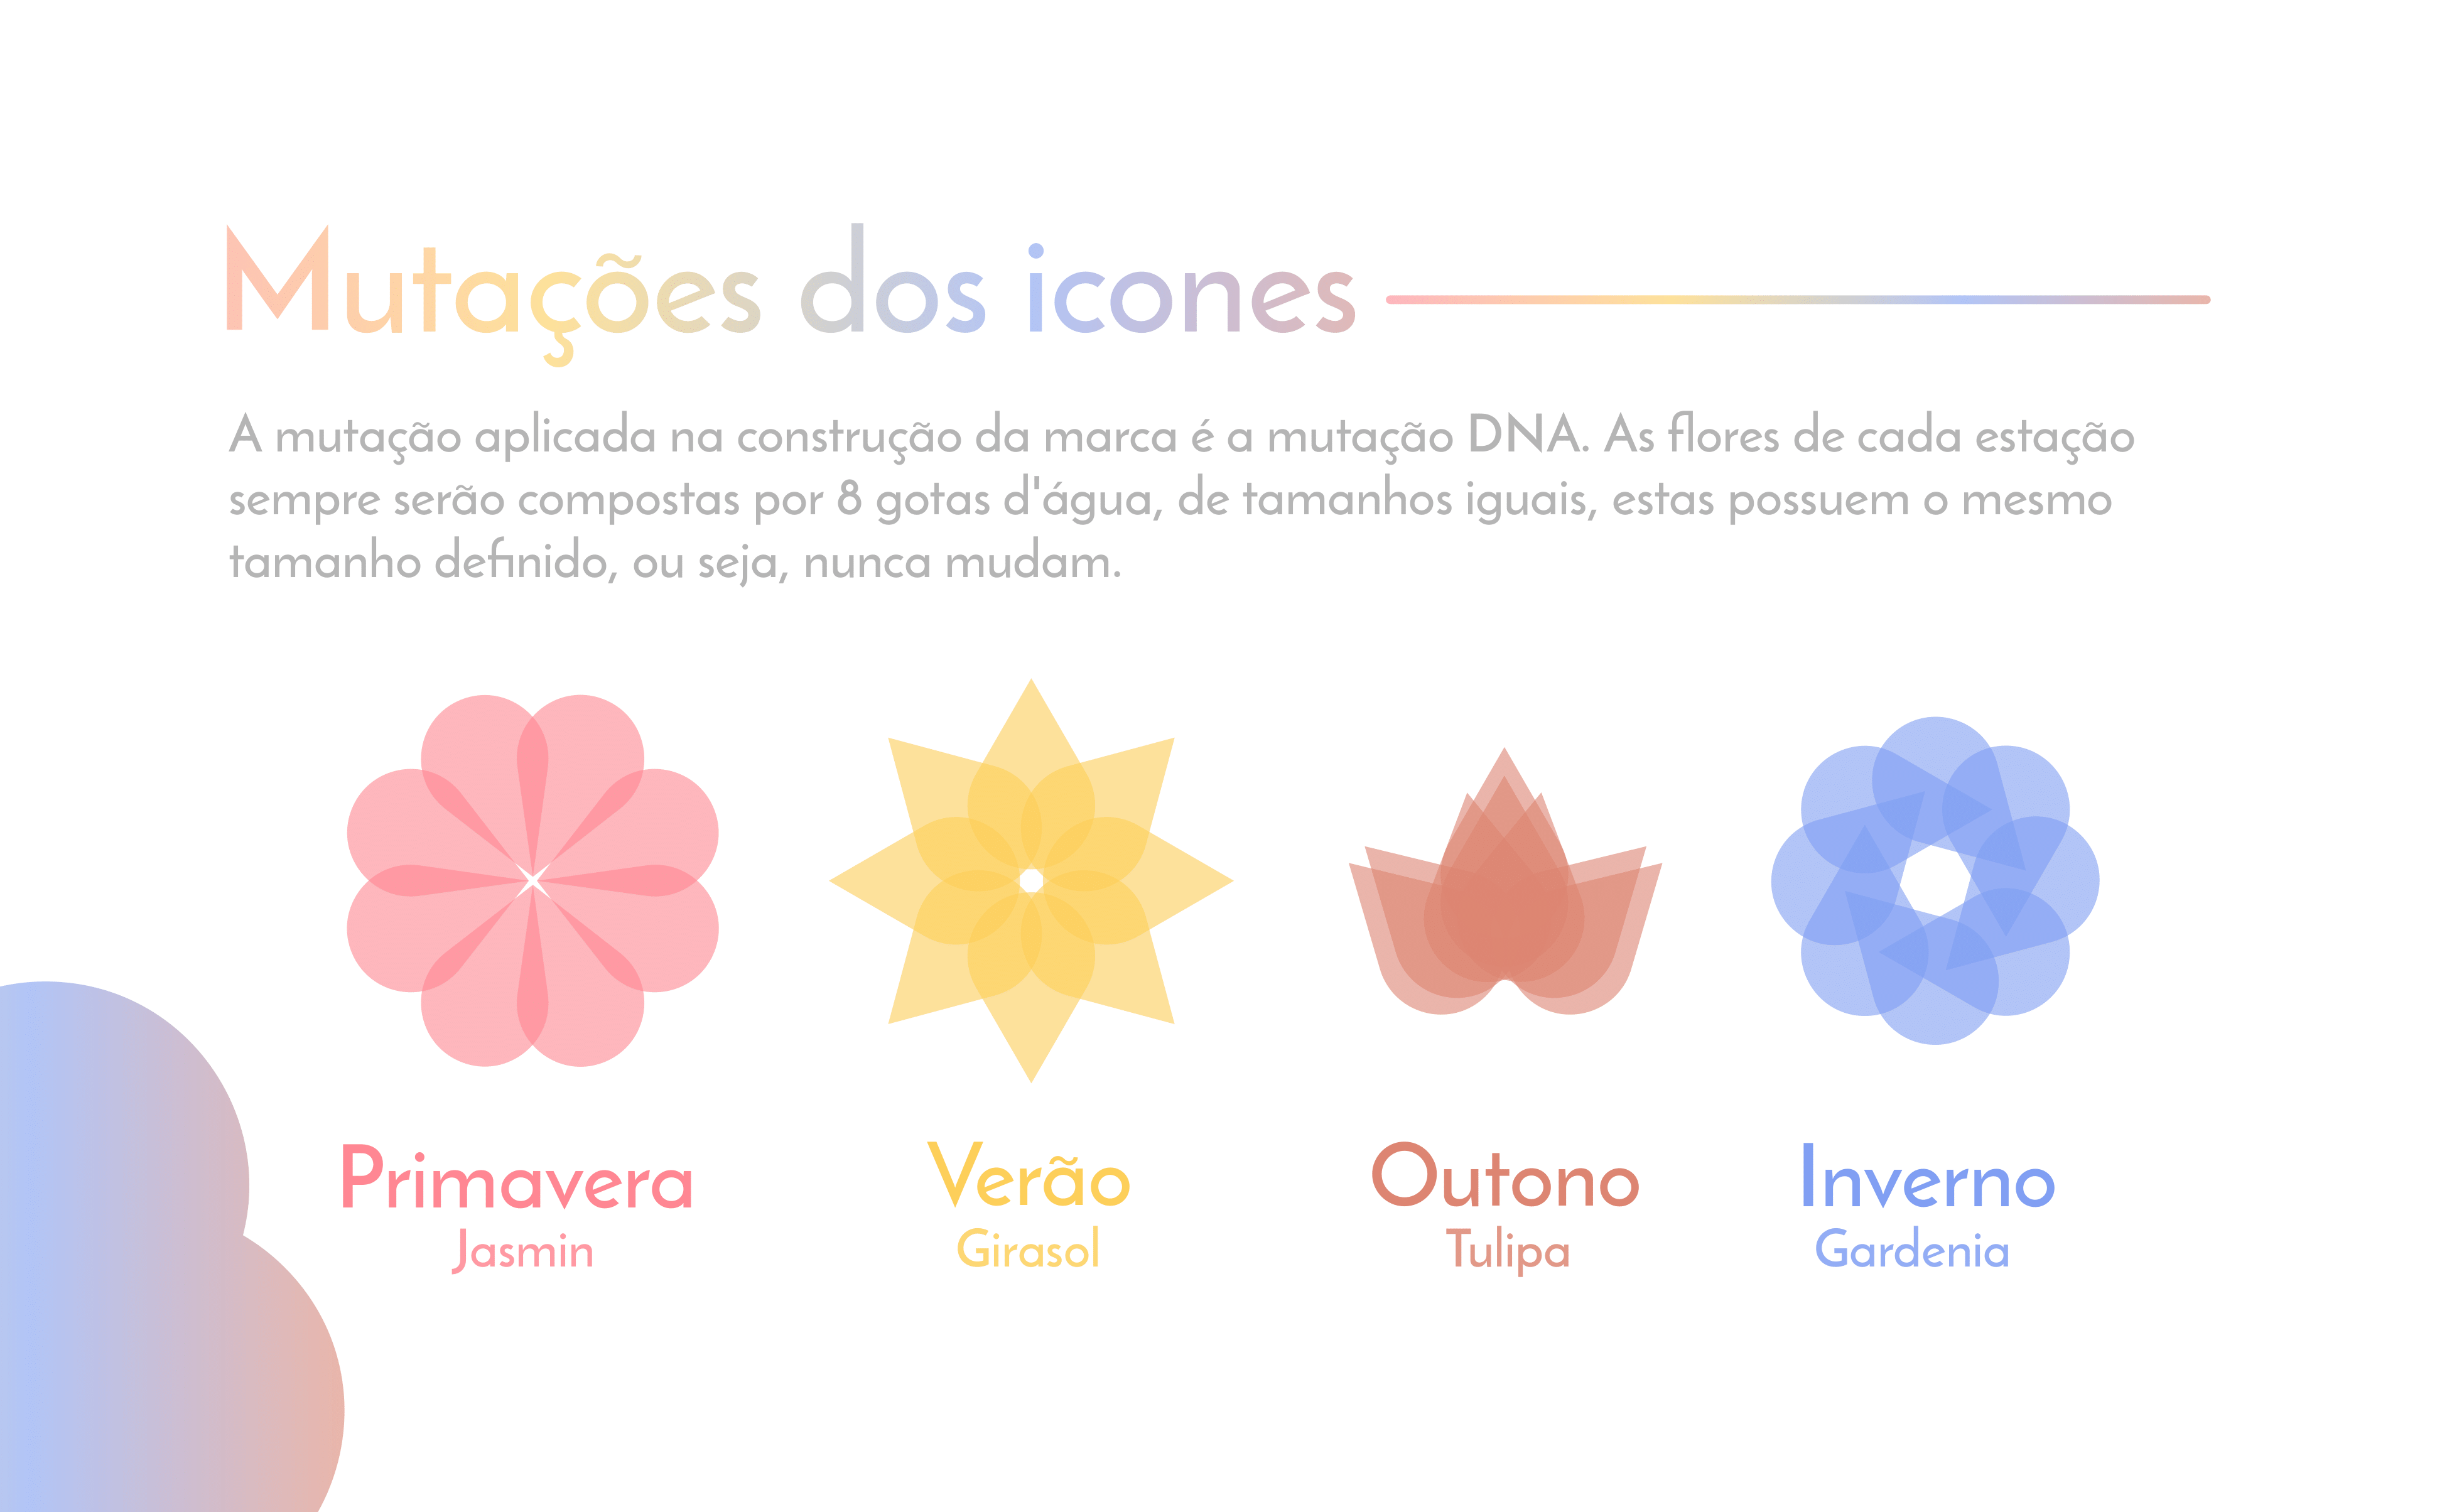 Mutações dos icones
A mutação aplicada na construção da marca é a mutação DNA. As flores de cada estação
sempre serão compostas por 8 gotas d'água, de tamanhos iguais, estas possuem o mesmo
tamanho defnido, ou seja, nunca mudam.
Primavera
Jasmin
Verão
Girasol
Outono
Tulipa
Inverno
Gardenia